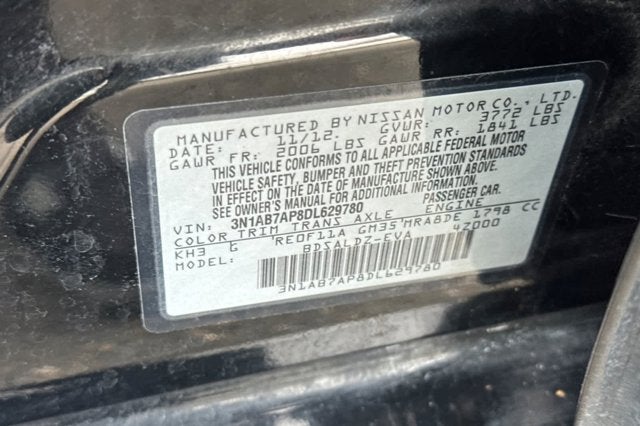 MANUFACTURED BY NISSAN MOTOR CO., LTD.
DATE: 11/12. GVWR: 3772 LBS
GAWR FR: 2006 LBS GAWR RR: 1841 LBS
THIS VEHICLE CONFORMS TO ALL APPLICABLE FEDERAL MOTOR
VEHICLE SAFETY, BUMPER, AND THEFT PREVENTION STANDARDS
IN EFFECT ON THE DATE OF MANUFACTURE SHOWN ABOVE.
SEE OWNER'S MANUAL FOR ADDITIONAL INFORMATION.
VIN: 3N1AB7AP8DL629780 PASSENGER CAR.
COLOR TRIM TRANS AXLE ENGINE
KH3 G RE0F11A GM35 MRA8DE 1798 CC
BDSALDZ-EVA 4Z000
3N1AB7AP8DL629780